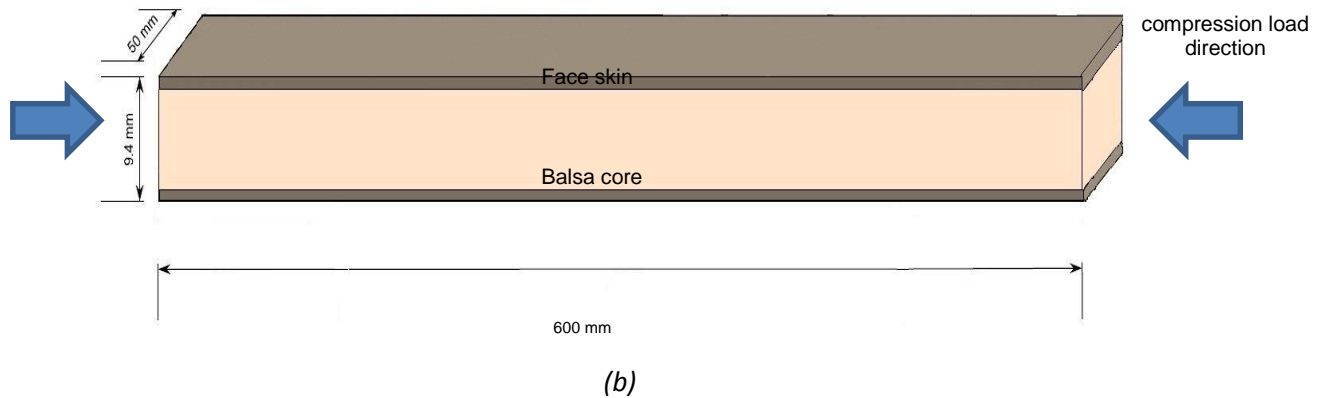 50 mm
compression load
direction
Face skin
9.4 mm
Balsa core
600 mm
(b)